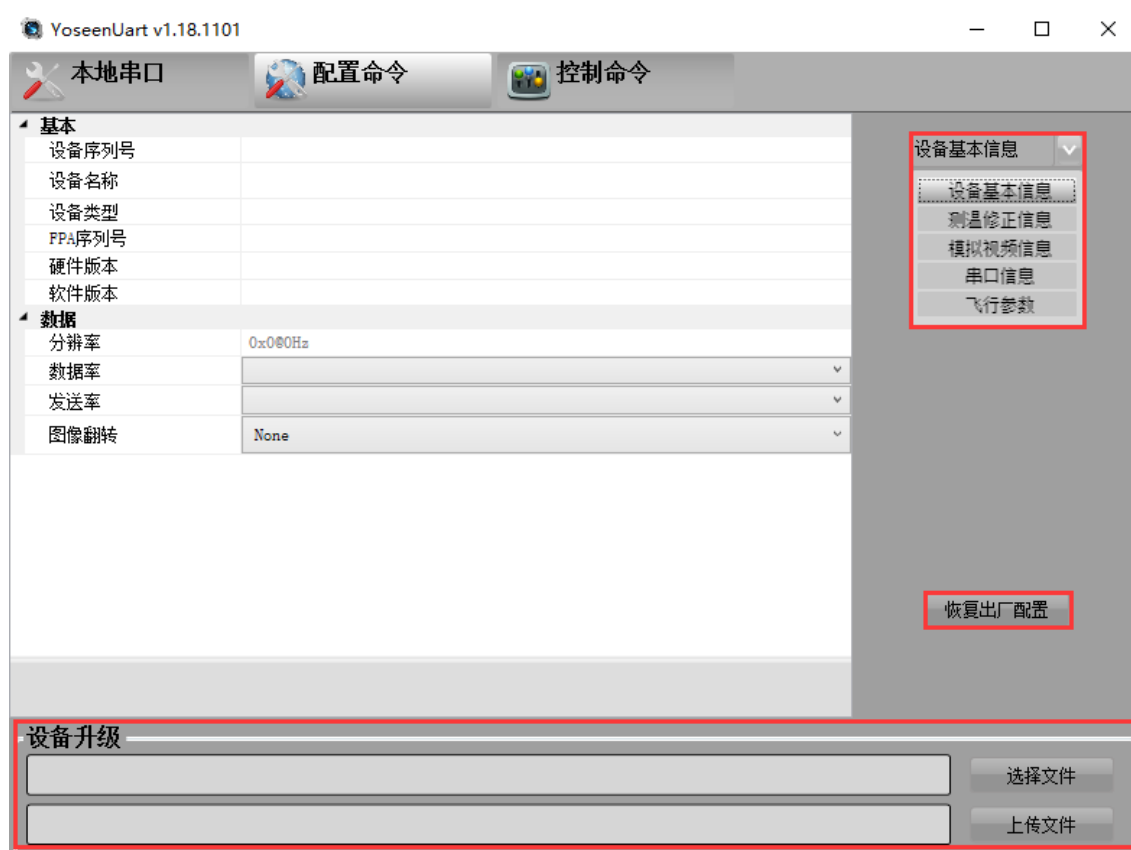 YoseenUart v1.18.1101
本地串口
配置命令
控制命令
基本
设备序列号
设备名称
设备类型
FPA序列号
硬件版本
软件版本
数据
分辨率
0x0@0Hz
数据率
发送率
图像翻转
None
设备基本信息
设备基本信息
测温修正信息
模拟视频信息
串口信息
飞行参数
恢复出厂配置
设备升级
选择文件
上传文件